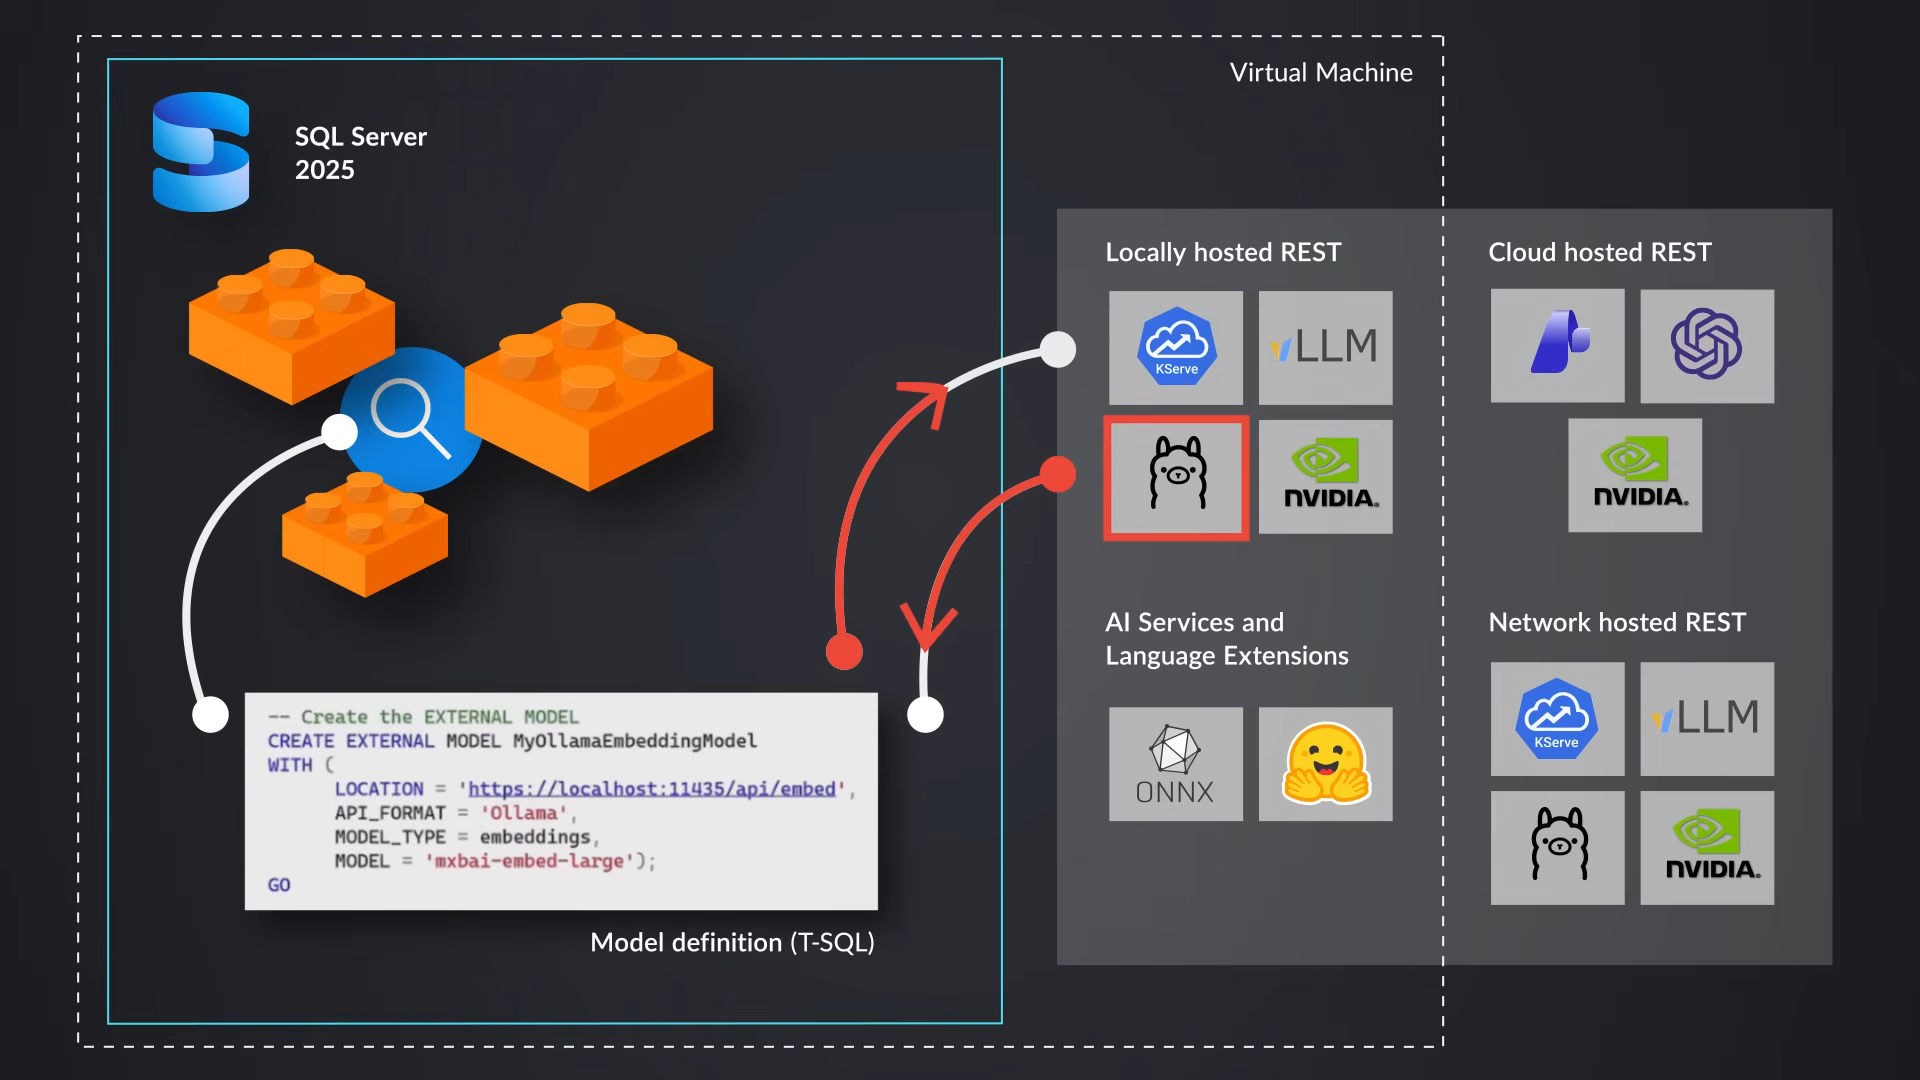 Virtual Machine
SQL Server
2025
-- Create the EXTERNAL MODEL
CREATE EXTERNAL MODEL MyOllamaEmbeddingModel
WITH (
LOCATION = 'https://localhost:11435/api/embed',
API_FORMAT = 'Ollama',
MODEL_TYPE = embeddings,
MODEL = 'mxbai-embed-large');
GO
Model definition (T-SQL)
Locally hosted REST
KServe
vLLM
NVIDIA.
AI Services and
Language Extensions
ONNX
Cloud hosted REST
NVIDIA.
Network hosted REST
KServe
vLLM
NVIDIA.